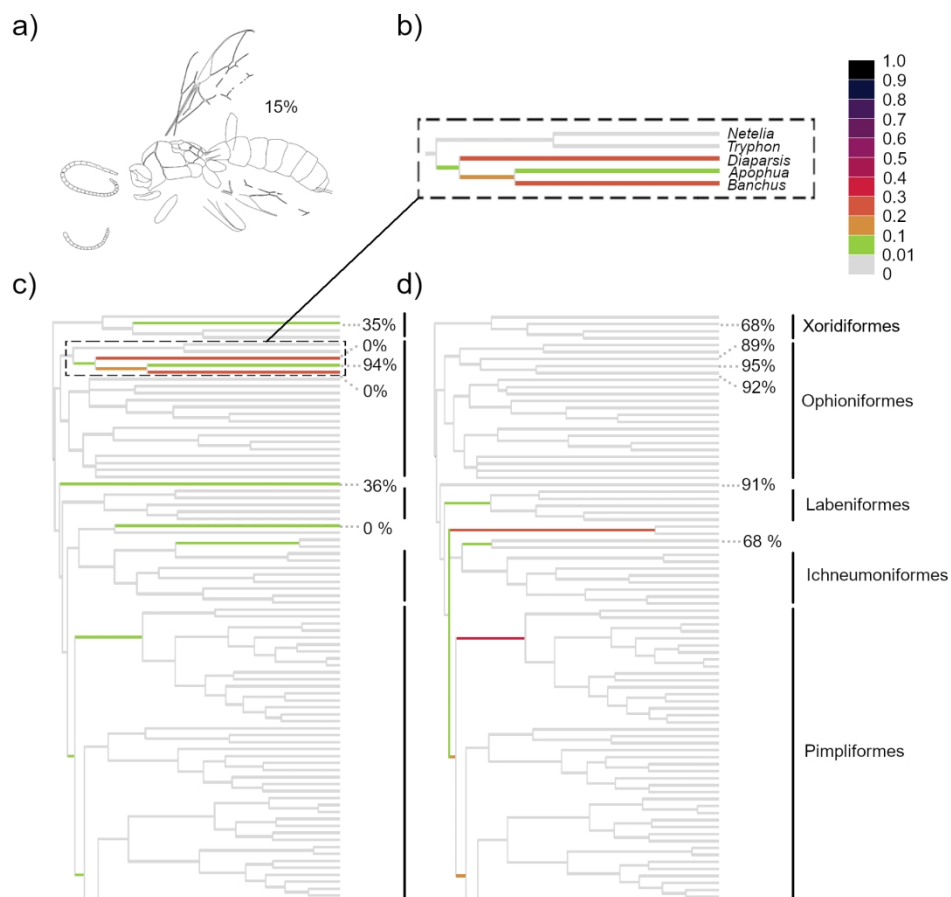 a)
15%
b)
Netelia
Tryphon
Diaparsis
Apophua
Banchus
1.0
0.9
0.8
0.7
0.6
0.5
0.4
0.3
0.2
0.1
0.01
0
c)
35%
0%
94%
0%
36%
0 %
d)
68%
89%
95%
92%
91%
68 %
Xoridiformes
Ophioniformes
Labeniformes
Ichneumoniformes
Pimpliformes